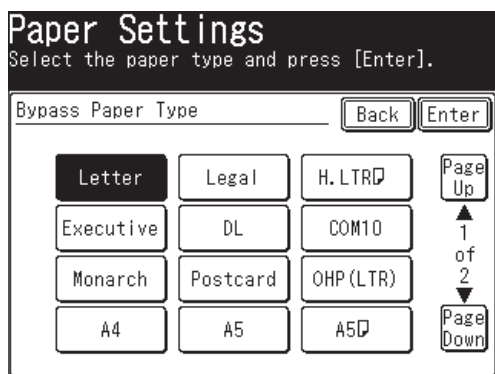 Paper Settings
Select the paper type and press [Enter].
Bypass Paper Type
Back
Enter
Letter
Legal
H.LTR
Executive
DL
COM10
Monarch
Postcard
OHP(LTR)
A4
A5
A5
Page
Up
1
of
2
Page
Down